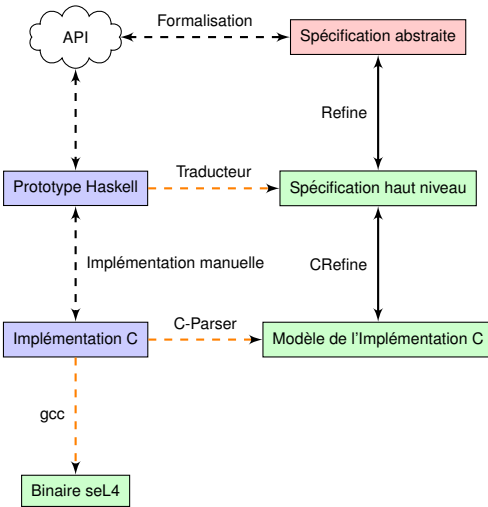 Formalisation
API
Spécification abstraite
Refine
Traducteur
Prototype Haskell
Spécification haut niveau
Implémentation manuelle
CRefine
C-Parser
Implémentation C
Modèle de l'Implémentation C
gcc
Binaire seL4